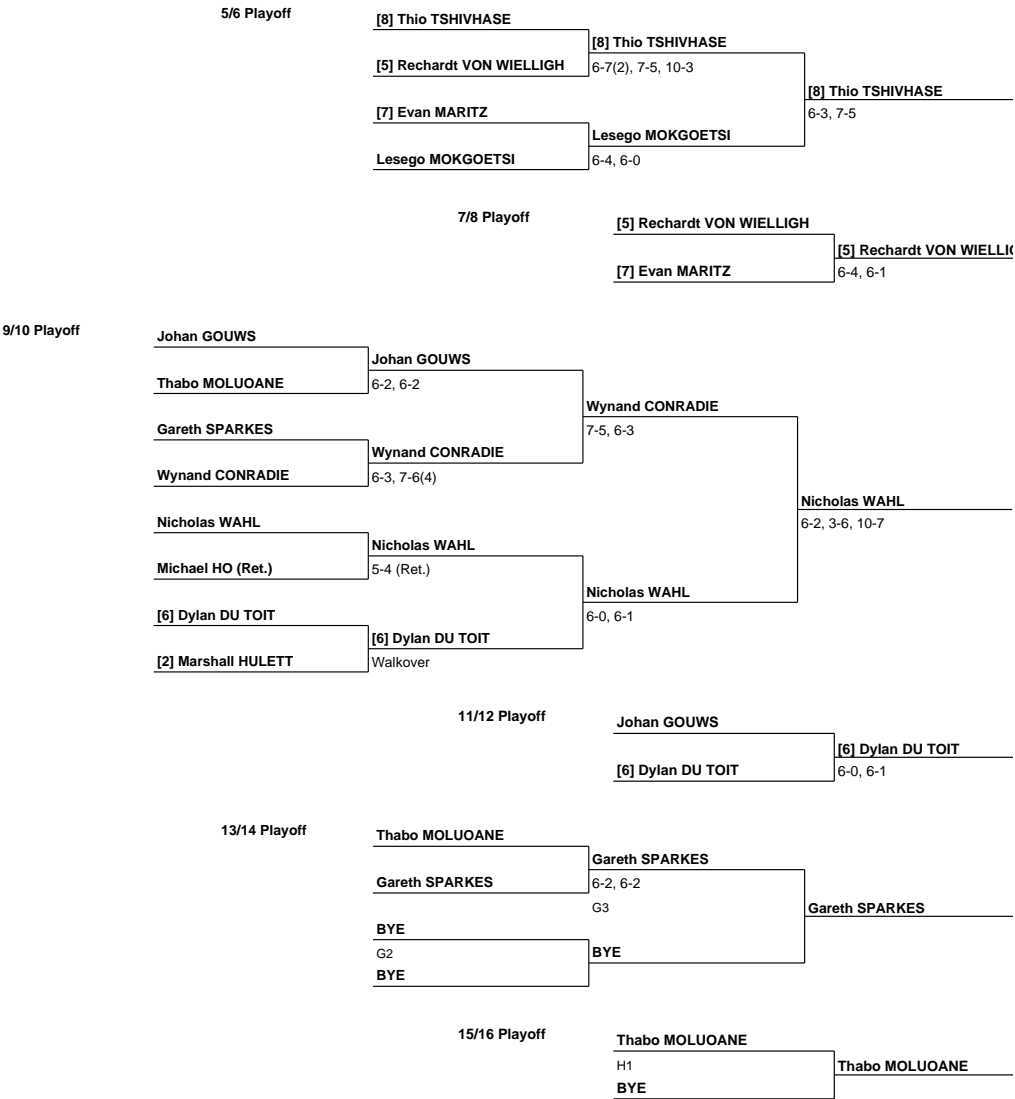 5/6 Playoff
[8] Thio TSHIVHASE
[8] Thio TSHIVHASE
[5] Rechardt VON WIELLIGH
6-7(2), 7-5, 10-3
[8] Thio TSHIVHASE
[7] Evan MARITZ
6-3, 7-5
Lesego MOKGOETSI
Lesego MOKGOETSI
6-4, 6-0
7/8 Playoff
[5] Rechardt VON WIELLIGH
[5] Rechardt VON WIELLIG
[7] Evan MARITZ
6-4, 6-1
9/10 Playoff
Johan GOUWS
Johan GOUWS
Thabo MOLUOANE
6-2, 6-2
Wynand CONRADIE
Gareth SPARKES
7-5, 6-3
Wynand CONRADIE
Wynand CONRADIE
6-3, 7-6(4)
Nicholas WAHL
6-2, 3-6, 10-7
Nicholas WAHL
Nicholas WAHL
Michael HO (Ret.)
5-4 (Ret.)
Nicholas WAHL
[6] Dylan DU TOIT
6-0, 6-1
[6] Dylan DU TOIT
[2] Marshall HULETT
Walkover
11/12 Playoff
Johan GOUWS
[6] Dylan DU TOIT
[6] Dylan DU TOIT
6-0, 6-1
13/14 Playoff
Thabo MOLUOANE
Gareth SPARKES
Gareth SPARKES
6-2, 6-2
G3
Gareth SPARKES
BYE
G2
BYE
BYE
15/16 Playoff
Thabo MOLUOANE
H1
Thabo MOLUOANE
BYE